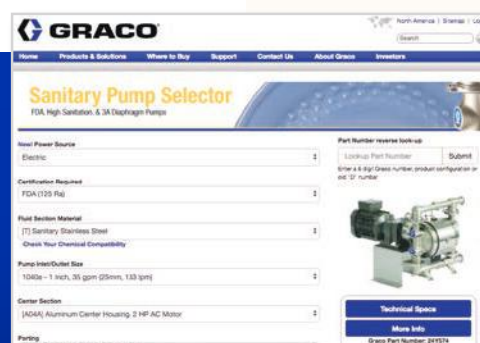 GRACO
North America | Sitemap |
Search
Home Products & Solutions Where to Buy Support Contact Us About Graco Investors
Sanitary Pump Selector
FDA, High Sanitation, & 3A Diaphragm Pumps
New! Power Source
Electric
Certification Required
FDA (125 Ra)
Fluid Section Material
[T] Sanitary Stainless Steel
Check Your Chemical Compatibility
Pump Inlet/Outlet Size
1040e – 1 inch, 35 gpm (25mm, 133 lpm)
Center Section
[A04A] Aluminum Center Housing, 2 HP AC Motor
Porting
Part Number reverse look-up:
Lookup Part Number Submit
Enter a 6 digit Graco number, product configuration or
old "D" number
Technical Specs
More Info
Graco Part Number: 24Y574